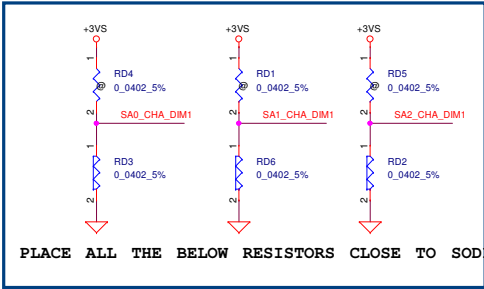 +3VS +3VS +3VS
1 1 1
RD4 RD1 RD5
@ @ @
0_0402_5% 0_0402_5% 0_0402_5%
2 2 2
SA0_CHA_DIM1 SA1_CHA_DIM1 SA2_CHA_DIM1
1 1 1
RD3 RD6 RD2
0_0402_5% 0_0402_5% 0_0402_5%
2 2 2
PLACE ALL THE BELOW RESISTORS CLOSE TO